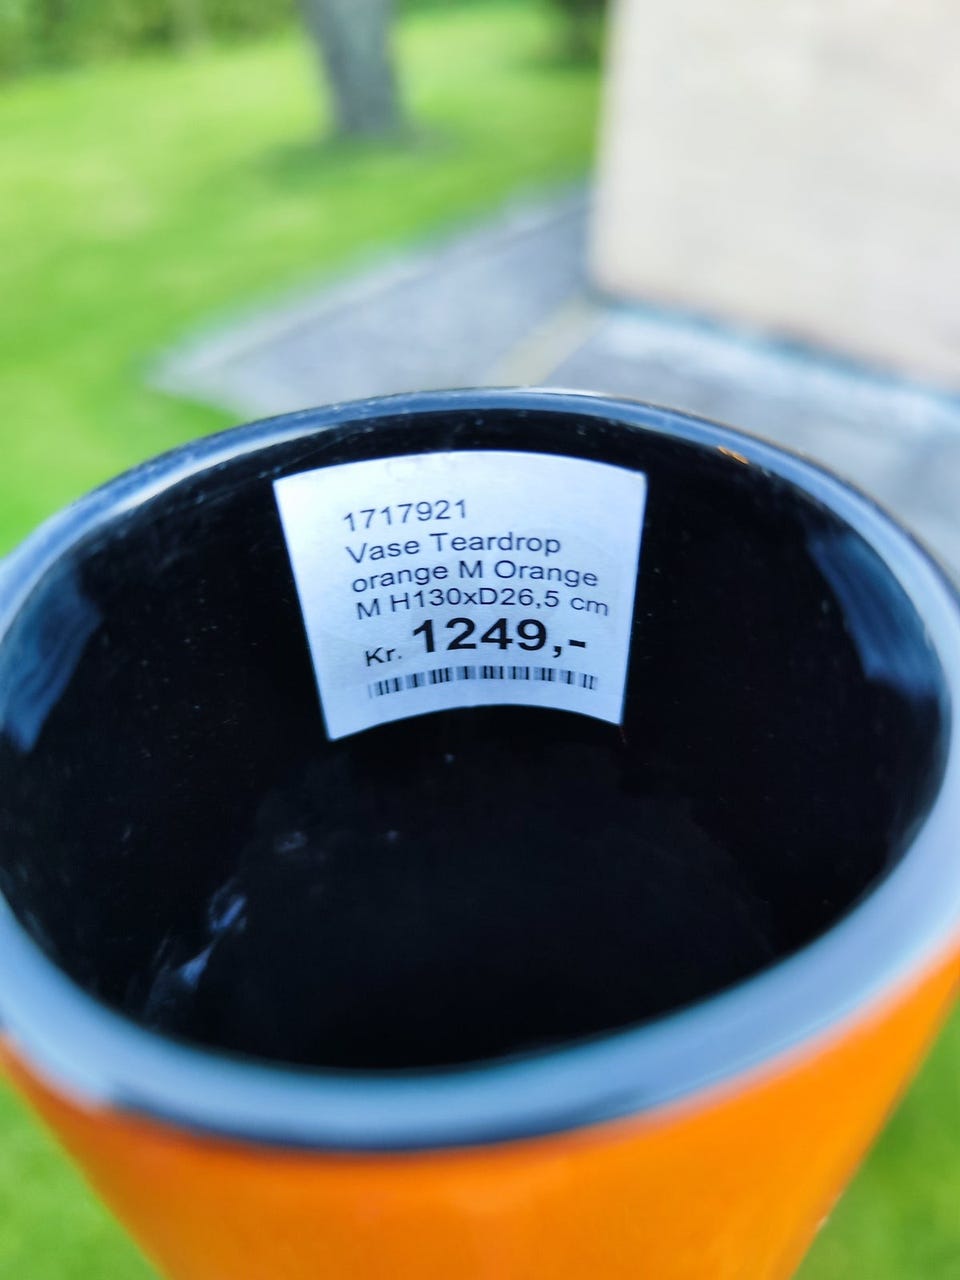 1717921
Vase Teardrop
orange M Orange
M H130xD26,5 cm
Kr. 1249,-